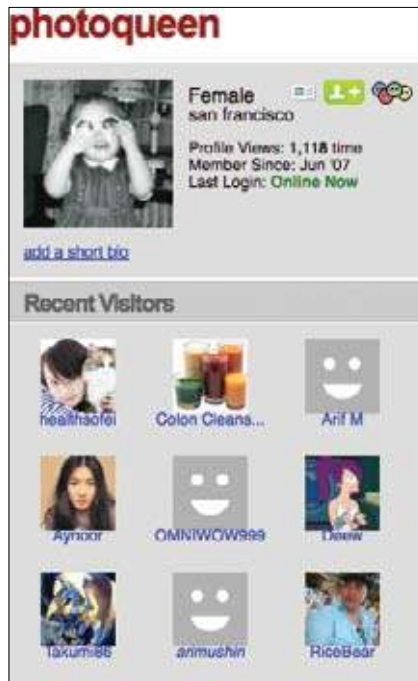 photoqueen
Female
san francisco
Profile Views: 1,118 time
Member Since: Jun '07
Last Login: Online Now
add a short bio
Recent Visitors
healthaofei Colon Cleans... Arif M
Aynoor OMNIWOW999 Deew
Takumi86 arimushin RiceBear